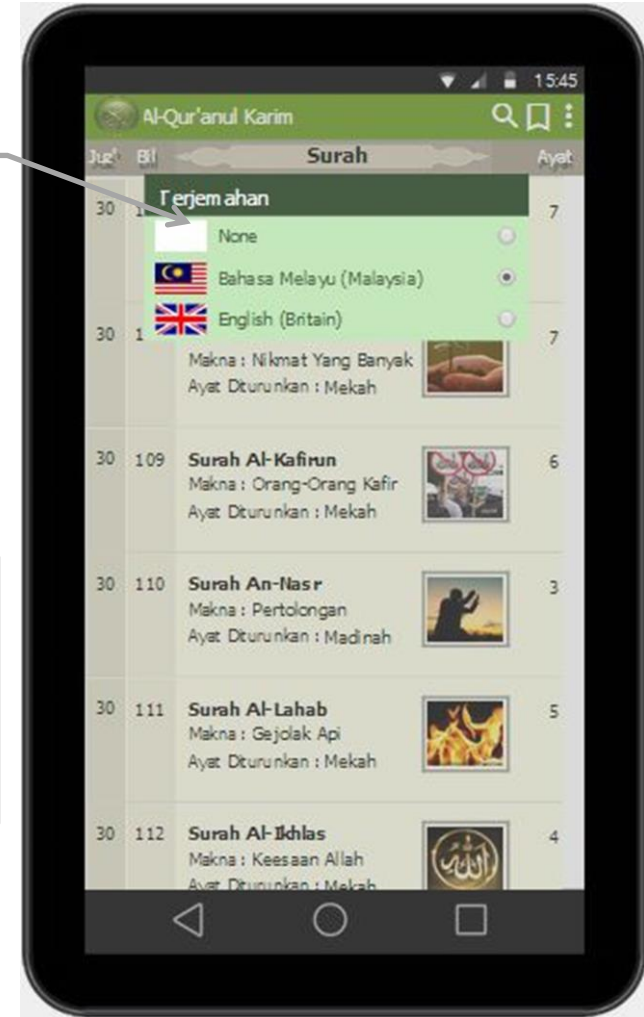 15:45
Al-Qur'anul Karim
Juz' Bil Surah Ayat
Terjemahan
30 1 7
None
Bahasa Melayu (Malaysia)
English (Britain)
30 1 7
Makna : Nikmat Yang Banyak
Ayat Diturunkan : Mekah
30 109 Surah Al-Kafirun 6
Makna : Orang-Orang Kafir
Ayat Diturunkan : Mekah
30 110 Surah An-Nasr 3
Makna : Pertolongan
Ayat Diturunkan : Madinah
30 111 Surah Al-Lahab 5
Makna : Gejolak Api
Ayat Diturunkan : Mekah
30 112 Surah Al-Ikhlas 4
Makna : Keesaan Allah
Ayat Diturunkan : Mekah